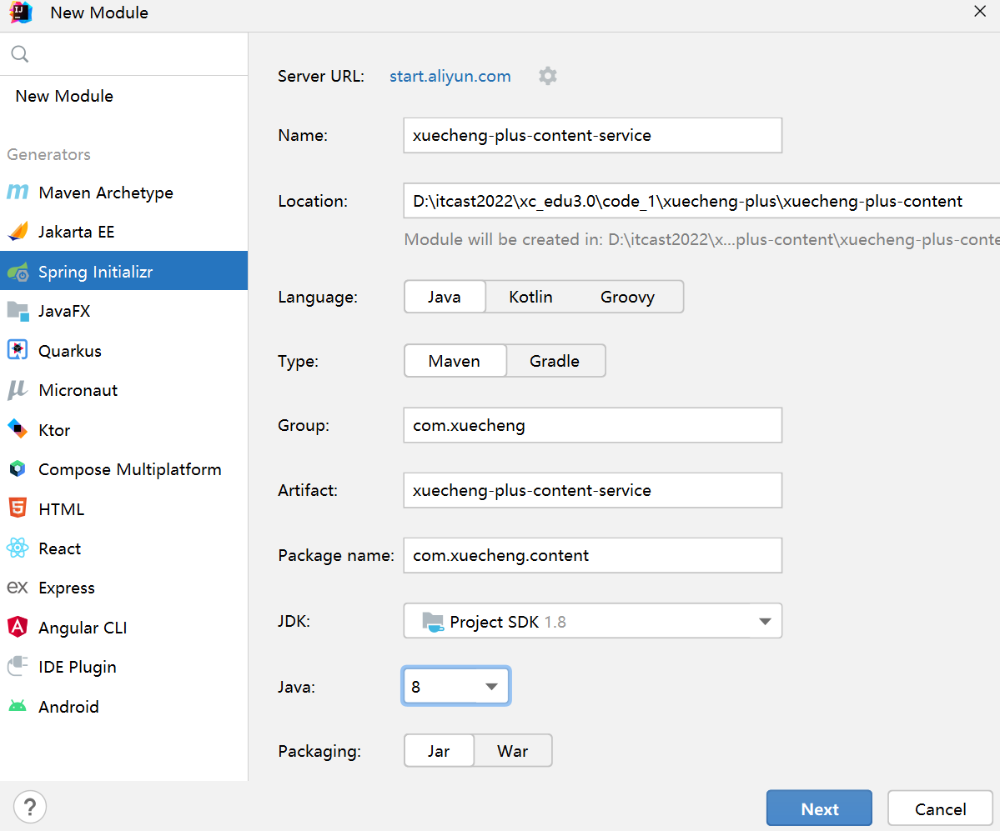 New Module
New Module
Generators
Maven Archetype
Jakarta EE
Spring Initializr
JavaFX
Quarkus
Micronaut
Ktor
Compose Multiplatform
HTML
React
Express
Angular CLI
IDE Plugin
Android
Server URL: start.aliyun.com
Name: xuecheng-plus-content-service
Location: D:\itcast2022\xc_edu3.0\code_1\xuecheng-plus\xuecheng-plus-content
Module will be created in: D:\itcast2022\x...plus-content\xuecheng-plus-conte
Language: Java Kotlin Groovy
Type: Maven Gradle
Group: com.xuecheng
Artifact: xuecheng-plus-content-service
Package name: com.xuecheng.content
JDK: Project SDK 1.8
Java: 8
Packaging: Jar War
? Next Cancel